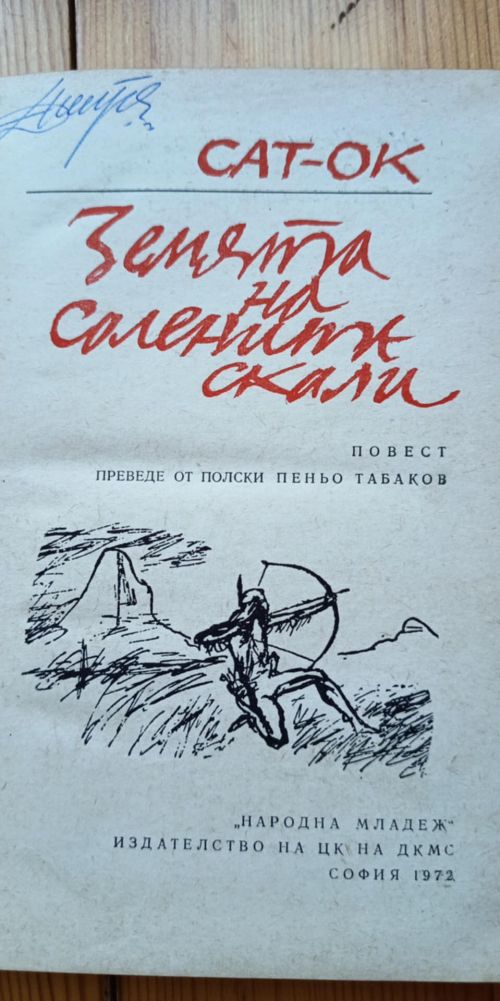 САТ-ОК
Земята
на
Солените
скали
ПОВЕСТ
ПРЕВЕДЕ ОТ ПОЛСКИ ПЕНЬО ТАБАКОВ
„НАРОДНА МЛАДЕЖ“
ИЗДАТЕЛСТВО НА ЦК НА ДКМС
СОФИЯ 1972